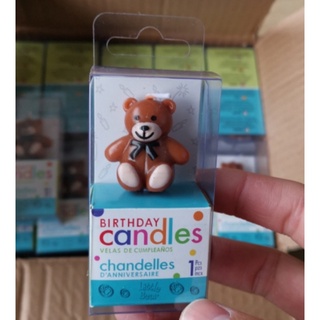 BIRTHDAY
candles
VELAS DE CUMPLEAÑOS
chandelles
D'ANNIVERSAIRE
1